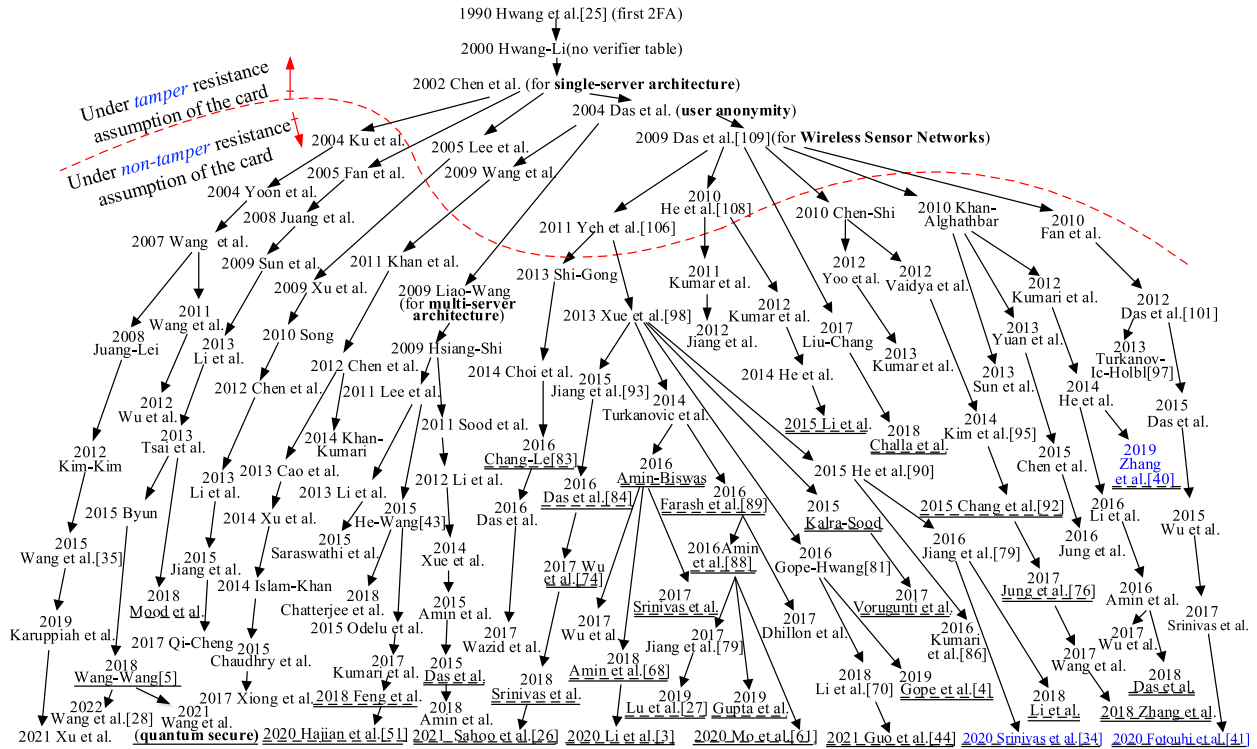 1990 Hwang et al.[25] (first 2FA)
2000 Hwang-Li(no verifier table)
2002 Chen et al. (for single-server architecture)
Under tamper resistance
assumption of the card
2004 Das et al. (user anonymity)
Under non-tamper resistance
assumption of the card
2004 Ku et al.
2005 Lee et al.
2009 Das et al.[109](for Wireless Sensor Networks)
2005 Fan et al.
2009 Wang et al.
2004 Yoon et al.
2008 Juang et al.
2010
He et al.[108]
2010 Chen-Shi
2010 Khan-
Alghathbar
2010
Fan et al.
2007 Wang et al.
2011 Yeh et al.[106]
2009 Sun et al.
2011 Khan et al.
2013 Shi-Gong
2011
Kumar et al.
2012
Yoo et al.
2012
Vaidya et al.
2012
Kumari et al.
2009 Xu et al.
2009 Liao-Wang
(for multi-server
architecture)
2012
Das et al.[101]
2011
Wang et al.
2008
Juang-Lei
2013
Li et al.
2010 Song
2013 Xue et al.[98]
2012
Jiang et al.
2012
Kumar et al.
2017
Liu-Chang
2013
Kumar et al.
2013
Yuan et al.
2013
Turkanov-
Ic-Holbl[97]
2009 Hsiang-Shi
2012 Chen et al.
2012 Chen et al.
2011 Lee et al.
2014 Choi et al.
2015
Jiang et al.[93]
2014 He et al.
2013
Sun et al.
2014
He et al.
2012
Wu et al.
2013
Tsai et al.
2014
Turkanovic et al.
2015 Li et al.
2018
Challa et al.
2014
Kim et al.[95]
2015
Das et al.
2011 Sood et al.
2014 Khan-
Kumari
2012
Kim-Kim
2013
Li et al.
2013 Cao et al.
2013 Li et al.
2012 Li et al.
2016
Chang-Le[83]
2016
Das et al.[84]
2016
Amin-Biswas
2015 He et al.[90]
2015
Chen et al.
2019
Zhang
et al.[40]
2015 Byun
2014 Xu et al.
2015
He-Wang[43]
2016
Das et al.
2016
Farash et al.[89]
2015
Kalra-Sood
2015 Chang et al.[92]
2016
Li et al.
2015
Wu et al.
2015
Wang et al.[35]
2015
Jiang et al.
2015
Saraswathi et al.
2014
Xue et al.
2017 Wu
et al.[74]
2016Amin
et al.[88]
2016
Gope-Hwang[81]
2016
Jiang et al.[79]
2016
Jung et al.
2018
Mood et al.
2014 Islam-Khan
2018
Chatterjee et al.
2015
Amin et al.
2017
Srinivas et al.
2017
Vorugunti et al.
2017
Jung et al.[76]
2016
Amin et al.
2019
Karuppiah et al.
2017 Qi-Cheng
2015 Odelu et al.
2017
Wazid et al.
2017
Wu et al.
2017
Jiang et al.[79]
2017
Dhillon et al.
2016
Kumari
et al.[86]
2017
Wu et al.
2017
Srinivas et al.
2015
Chaudhry et al.
2017
Kumari et al.
2015
Das et al.
2017
Wang et al.
2018
Wang-Wang[5]
2017 Xiong et al.
2018 Feng et al.
2018
Srinivas et al.
2018
Amin et al.[68]
2019
Lu et al.[27]
2019
Gupta et al.
2018
Li et al.[70]
2019
Gope et al.[4]
2018
Li et al.
2018 Zhang et al.
2018
Das et al.
2018
Amin et al.
2021 Xu et al.
2022
Wang et al.[28]
2021
Wang et al.
(quantum secure)
2020 Hajian et al.[51]
2021 Sahoo et al.[26]
2020 Li et al.[3]
2020 Mo et al.[61]
2021 Guo et al.[44]
2020 Srinivas et al.[34]
2020 Fotouhi et al.[41]